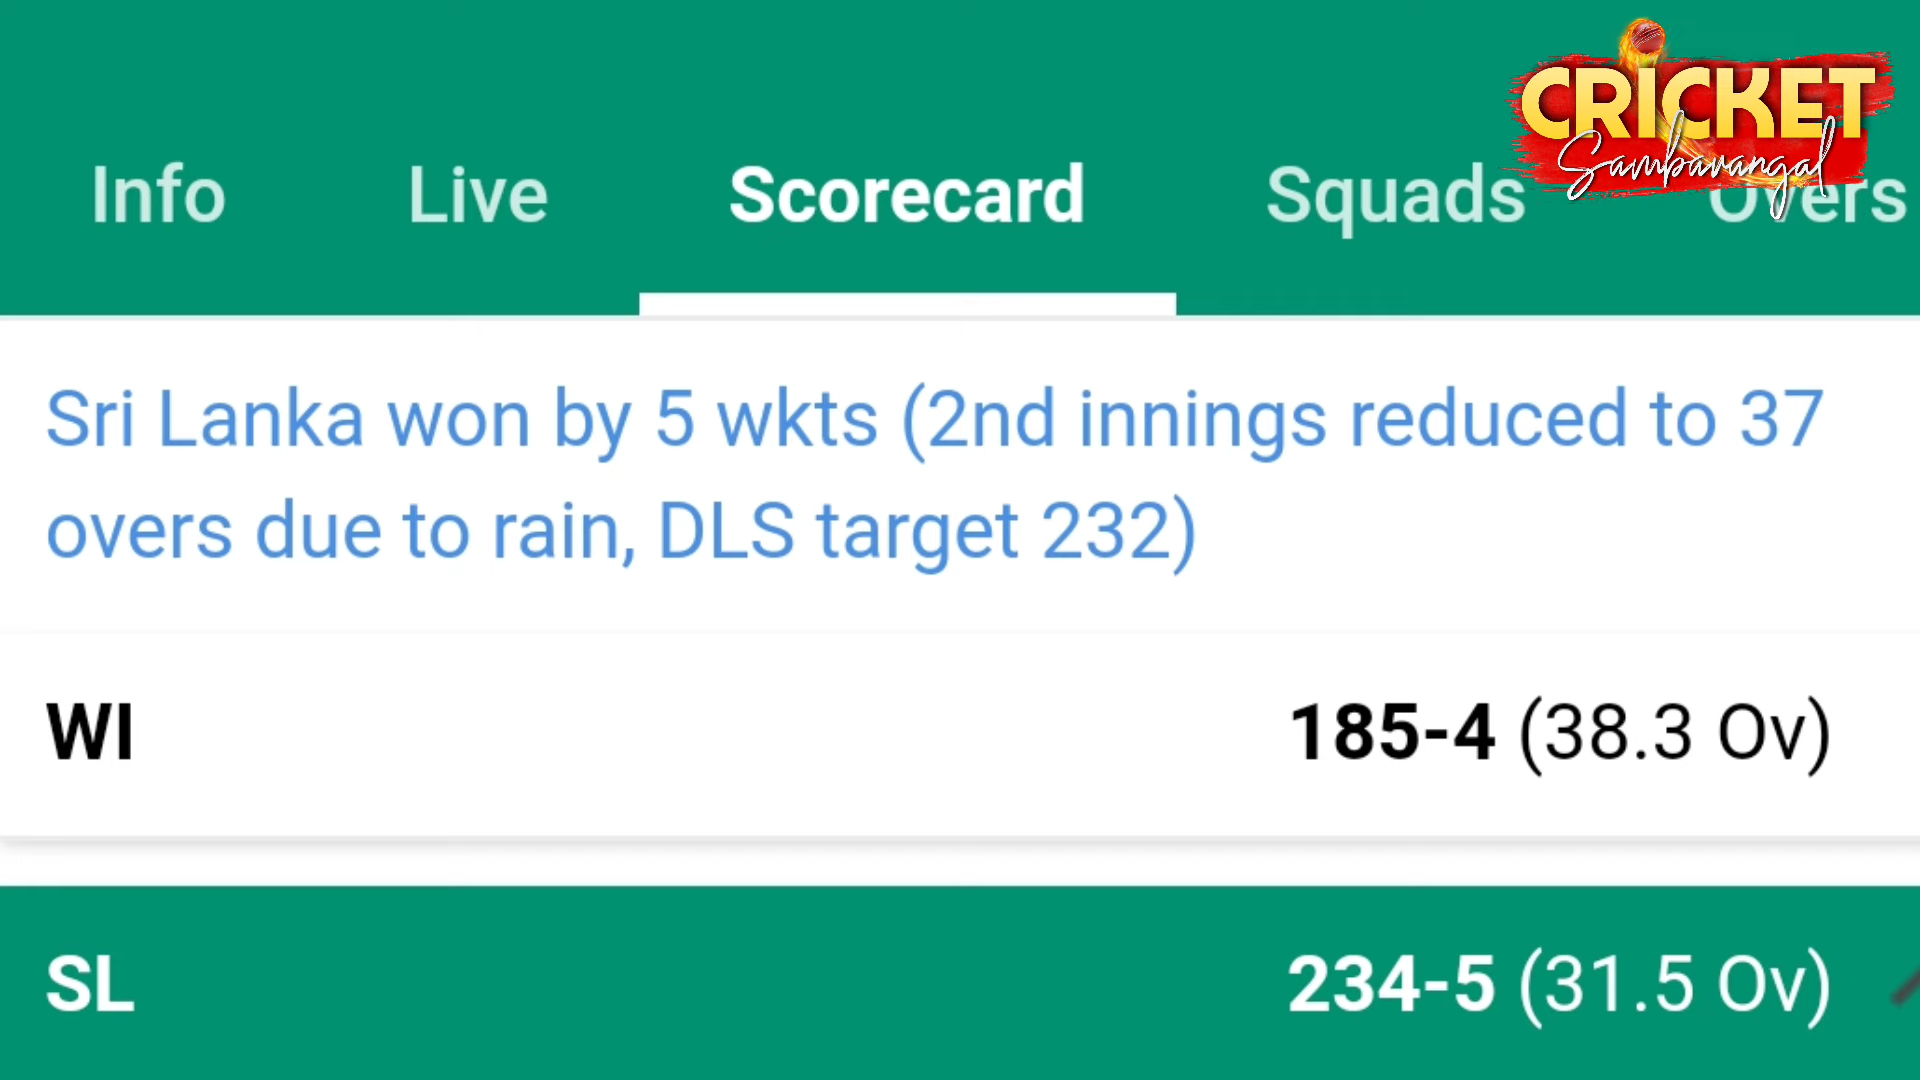 CRICKET
Sambavangal
Info Live Scorecard Squads Overs
Sri Lanka won by 5 wkts (2nd innings reduced to 37
overs due to rain, DLS target 232)
WI 185-4 (38.3 Ov)
SL 234-5 (31.5 Ov)